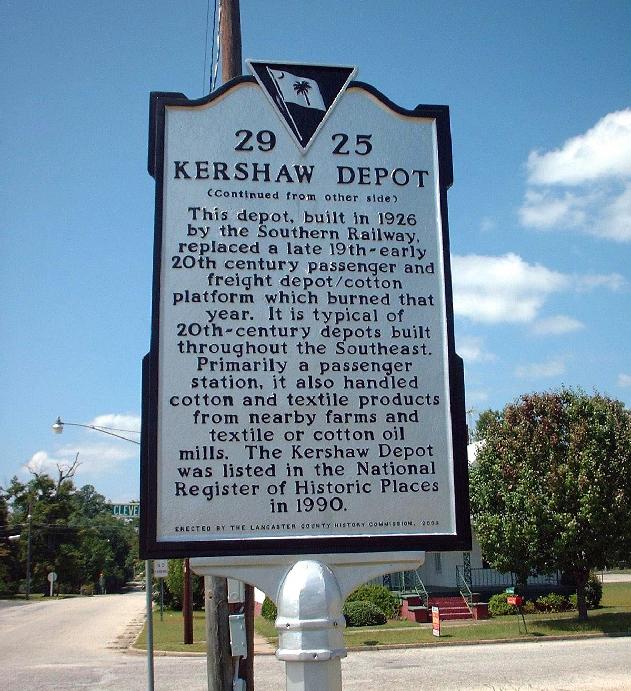 29 25
KERSHAW DEPOT
(Continued from other side)
This depot, built in 1926
by the Southern Railway,
replaced a late 19th-early
20th century passenger and
freight depot/cotton
platform which burned that
year. It is typical of
20th-century depots built
throughout the Southeast.
Primarily a passenger
station, it also handled
cotton and textile products
from nearby farms and
textile or cotton oil
mills. The Kershaw Depot
was listed in the National
Register of Historic Places
in 1990.
ERECTED BY THE LANCASTER COUNTY HISTORY COMMISSION,
CLEVE